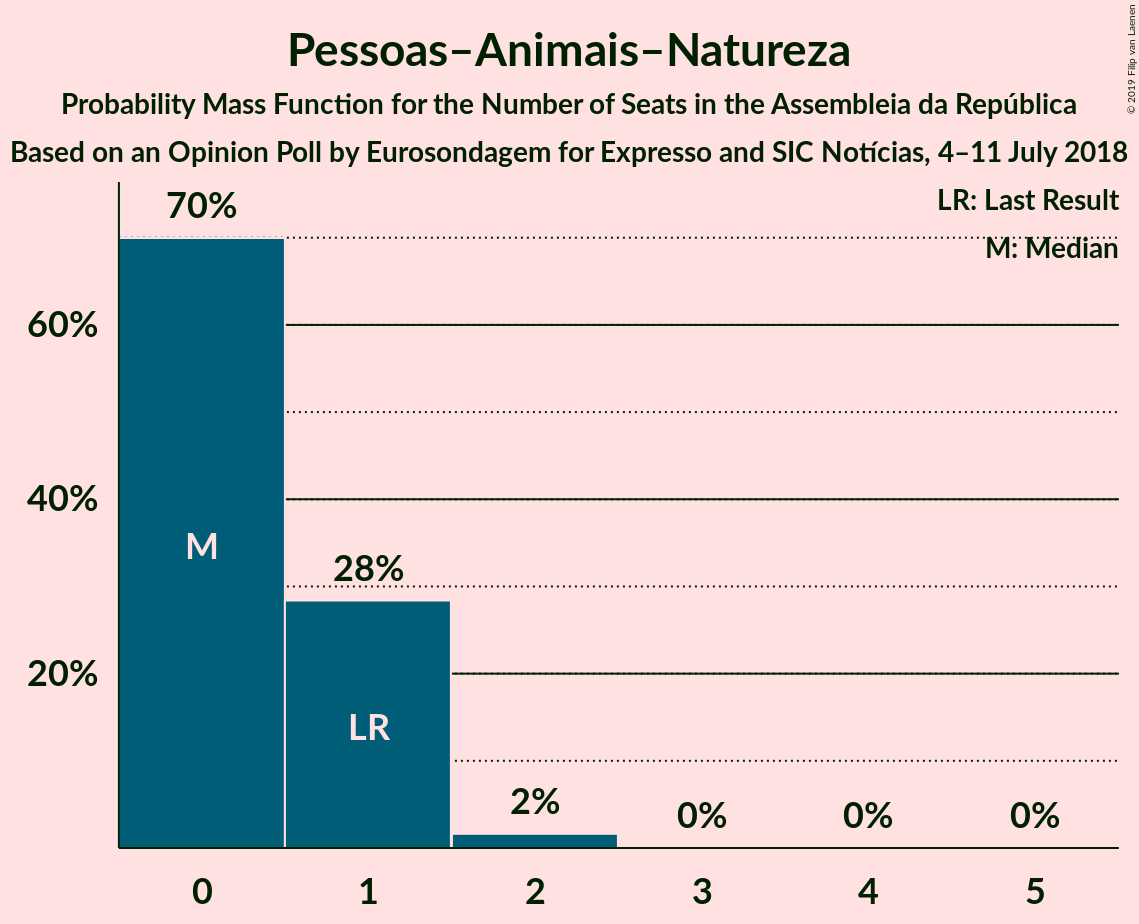 Pessoas–Animais–Natureza
Probability Mass Function for the Number of Seats in the Assembleia da República
Based on an Opinion Poll by Eurosondagem for Expresso and SIC Notícias, 4–11 July 2018
© 2019 Filip van Laenen
LR: Last Result
M: Median
70%
60%
40%
20%
M
28%
LR
2%
0%
0%
0%
0
1
2
3
4
5